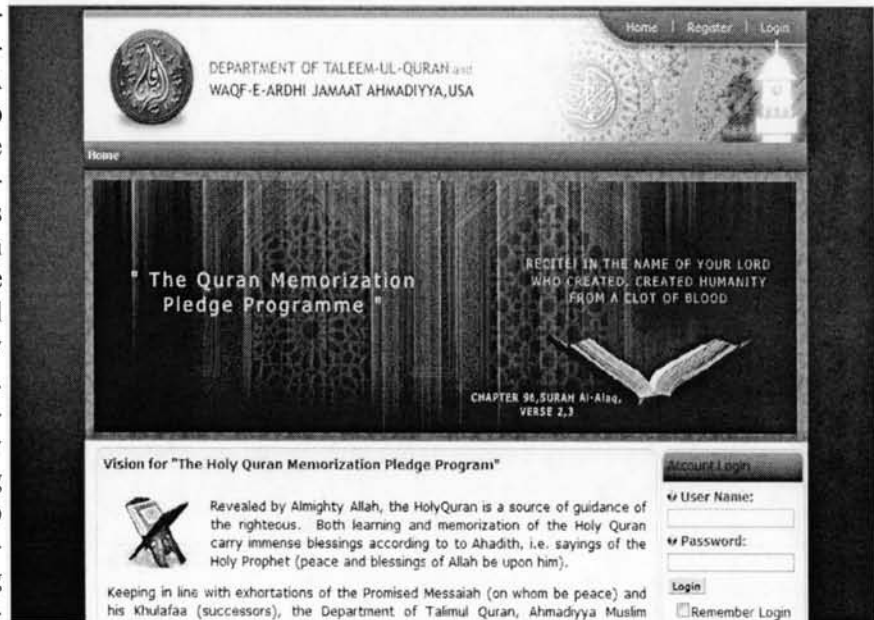 Home | Register | Login
DEPARTMENT OF TALEEM-UL-QURAN and
WAQF-E-ARDHI JAMAAT AHMADIYYA,USA
Home
" The Quran Memorization
Pledge Programme "
RECITE! IN THE NAME OF YOUR LORD
WHO CREATED, CREATED HUMANITY
FROM A CLOT OF BLOOD
CHAPTER 96,SURAH Al-Alaq,
VERSE 2,3
Vision for "The Holy Quran Memorization Pledge Program"
Revealed by Almighty Allah, the HolyQuran is a source of guidance of
the righteous. Both learning and memorization of the Holy Quran
carry immense blessings according to to Ahadith, i.e. sayings of the
Holy Prophet (peace and blessings of Allah be upon him).
Keeping in line with exhortations of the Promised Messaiah (on whom be peace) and
his Khulafaa (successors), the Department of Talimul Quran, Ahmadiyya Muslim
Account Login
User Name:
Password:
Login
Remember Login